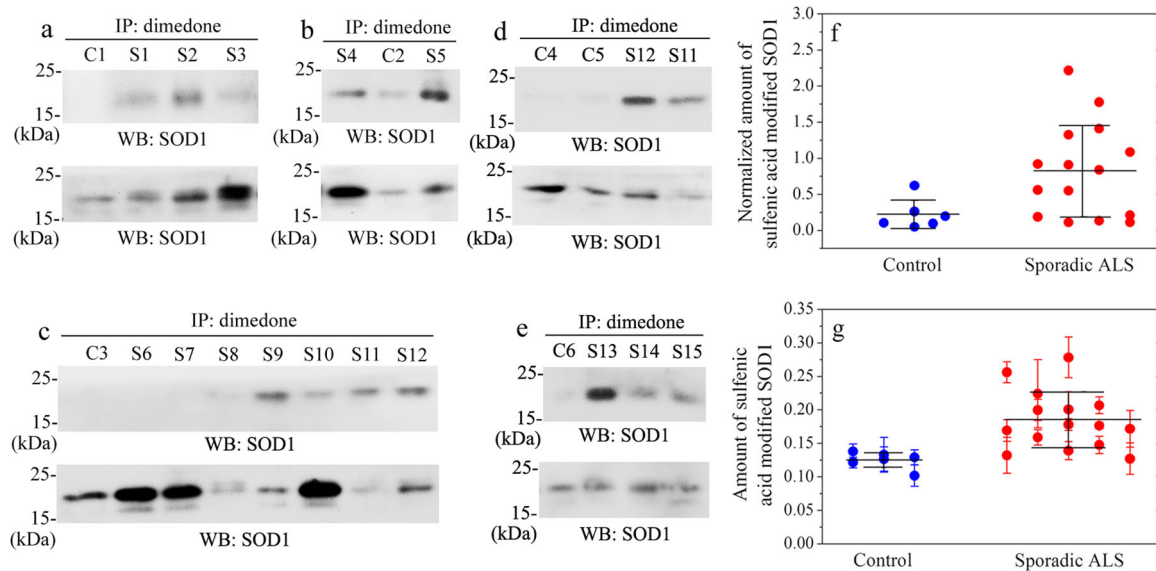 a
IP: dimedone
C1 S1 S2 S3
25-
15-
(kDa)
WB: SOD1
25-
15-
(kDa)
WB: SOD1
b
IP: dimedone
S4 C2 S5
25-
15-
(kDa)
WB: SOD1
25-
15-
(kDa)
WB: SOD1
d
IP: dimedone
C4 C5 S12 S11
25-
15-
(kDa)
WB: SOD1
25-
15-
(kDa)
WB: SOD1
f
Normalized amount of
sulfenic acid modified SOD1
3.0
2.5
2.0
1.5
1.0
0.5
0.0
Control Sporadic ALS
c
IP: dimedone
C3 S6 S7 S8 S9 S10 S11 S12
25-
15-
(kDa)
WB: SOD1
25-
15-
(kDa)
WB: SOD1
e
IP: dimedone
C6 S13 S14 S15
25-
15-
(kDa)
WB: SOD1
25-
15-
(kDa)
WB: SOD1
g
Amount of sulfenic
acid modified SOD1
0.35
0.30
0.25
0.20
0.15
0.10
0.05
0.00
Control Sporadic ALS